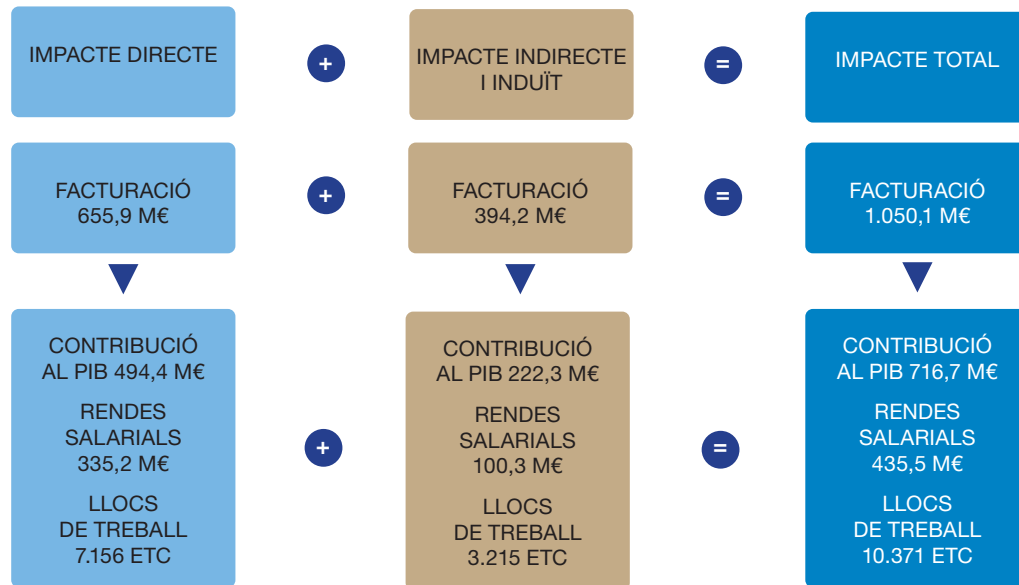 IMPACTE DIRECTE
+
IMPACTE INDIRECTE
I INDUÏT
=
IMPACTE TOTAL
FACTURACIÓ
655,9 M€
+
FACTURACIÓ
394,2 M€
=
FACTURACIÓ
1.050,1 M€
CONTRIBUCIÓ
AL PIB 494,4 M€
RENDES
SALARIALS
335,2 M€
LLOCS
DE TREBALL
7.156 ETC
+
CONTRIBUCIÓ
AL PIB 222,3 M€
RENDES
SALARIALS
100,3 M€
LLOCS
DE TREBALL
3.215 ETC
=
CONTRIBUCIÓ
AL PIB 716,7 M€
RENDES
SALARIALS
435,5 M€
LLOCS
DE TREBALL
10.371 ETC